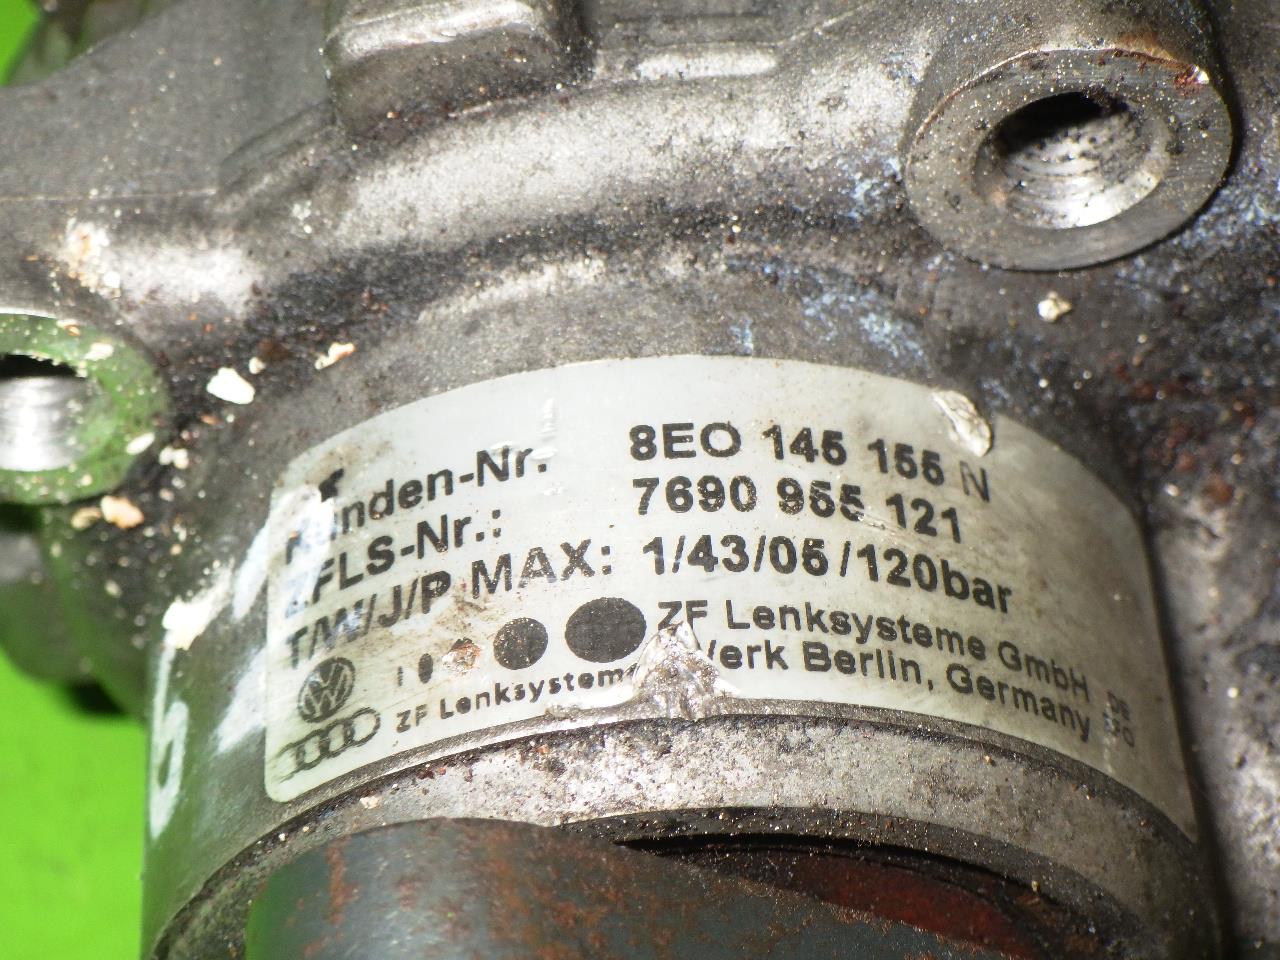 Kunden-Nr. 8EO 145 155 N
ZFLS-Nr.: 7690 955 121
T/W/J/P MAX: 1/43/05/120bar
ZF Lenksysteme GmbH
Werk Berlin, Germany
ZF Lenksysteme